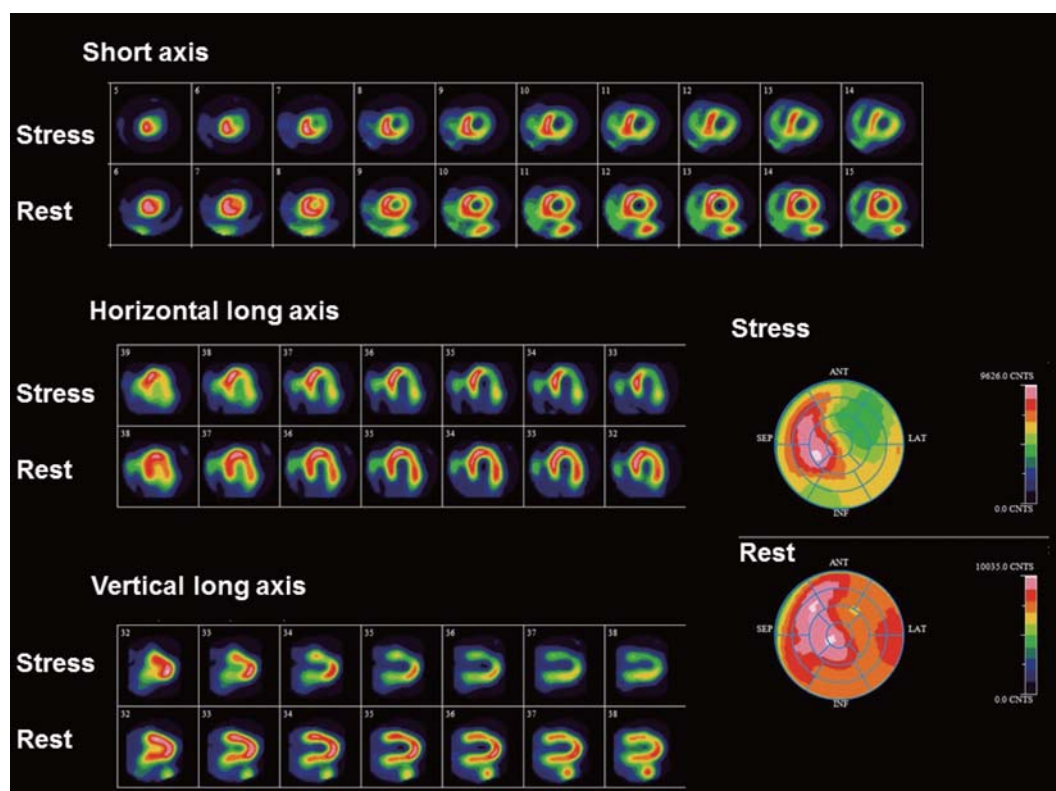 Short axis
Stress
5 6 7 8 9 10 11 12 13 14
Rest
6 7 8 9 10 11 12 13 14 15
Horizontal long axis
Stress
39 38 37 36 35 34 33
Rest
38 37 36 35 34 33 32
Vertical long axis
Stress
32 33 34 35 36 37 38
Rest
32 33 34 35 36 37 38
Stress
ANT
9626.0 CNTS
SEP LAT
0.0 CNTS
INF
Rest
ANT
10035.0 CNTS
SEP LAT
0.0 CNTS
INF